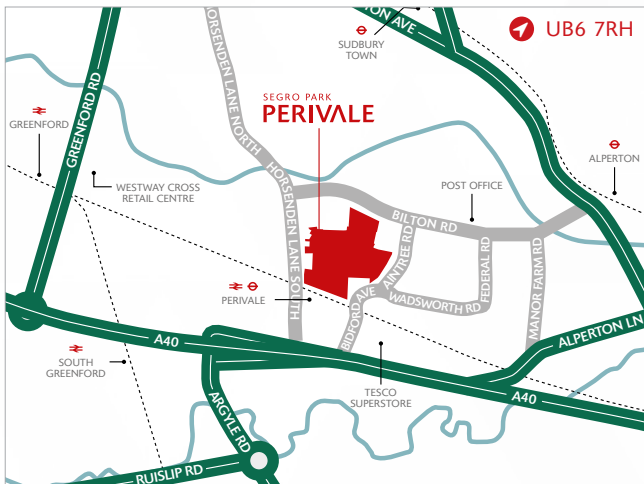 TON AVE
UB6 7RH
SUDBURY
TOWN
GREENFORD RD
SEGRO PARK
PERIVALE
GREENFORD
HORSENDEN LANE NORTH
ALPERTON
WESTWAY CROSS
RETAIL CENTRE
POST OFFICE
HORSENDEN LANE SOUTH
BILTON RD
AINTREE RD
FEDERAL RD
MANOR FARM RD
PERIVALE
BIDFORD AVE
WADSWORTH RD
A40
ALPERTON LN
SOUTH
GREENFORD
TESCO
SUPERSTORE
A40
ARGYLE RD
RUISLIP RD